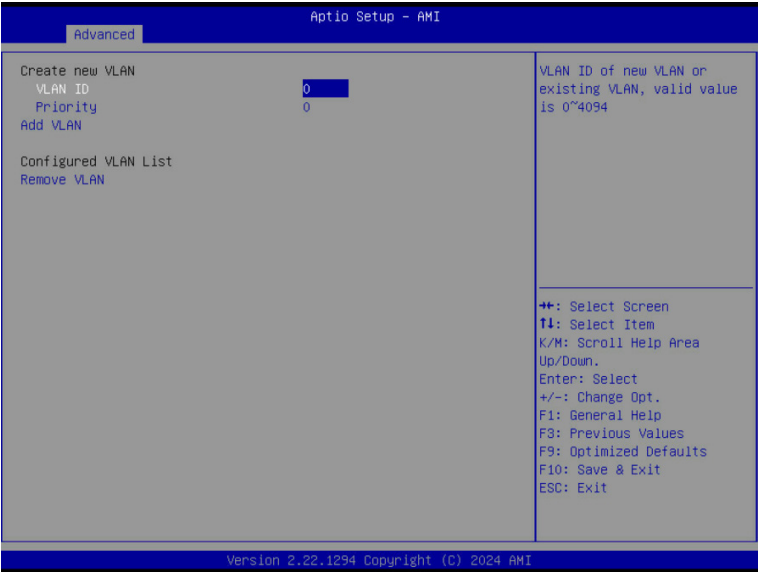 Aptio Setup – AMI
Advanced
Create new VLAN
VLAN ID 0
Priority 0
Add VLAN
Configured VLAN List
Remove VLAN
VLAN ID of new VLAN or
existing VLAN, valid value
is 0~4094
→←: Select Screen
↑↓: Select Item
K/M: Scroll Help Area
Up/Down.
Enter: Select
+/-: Change Opt.
F1: General Help
F3: Previous Values
F9: Optimized Defaults
F10: Save & Exit
ESC: Exit
Version 2.22.1294 Copyright (C) 2024 AMI